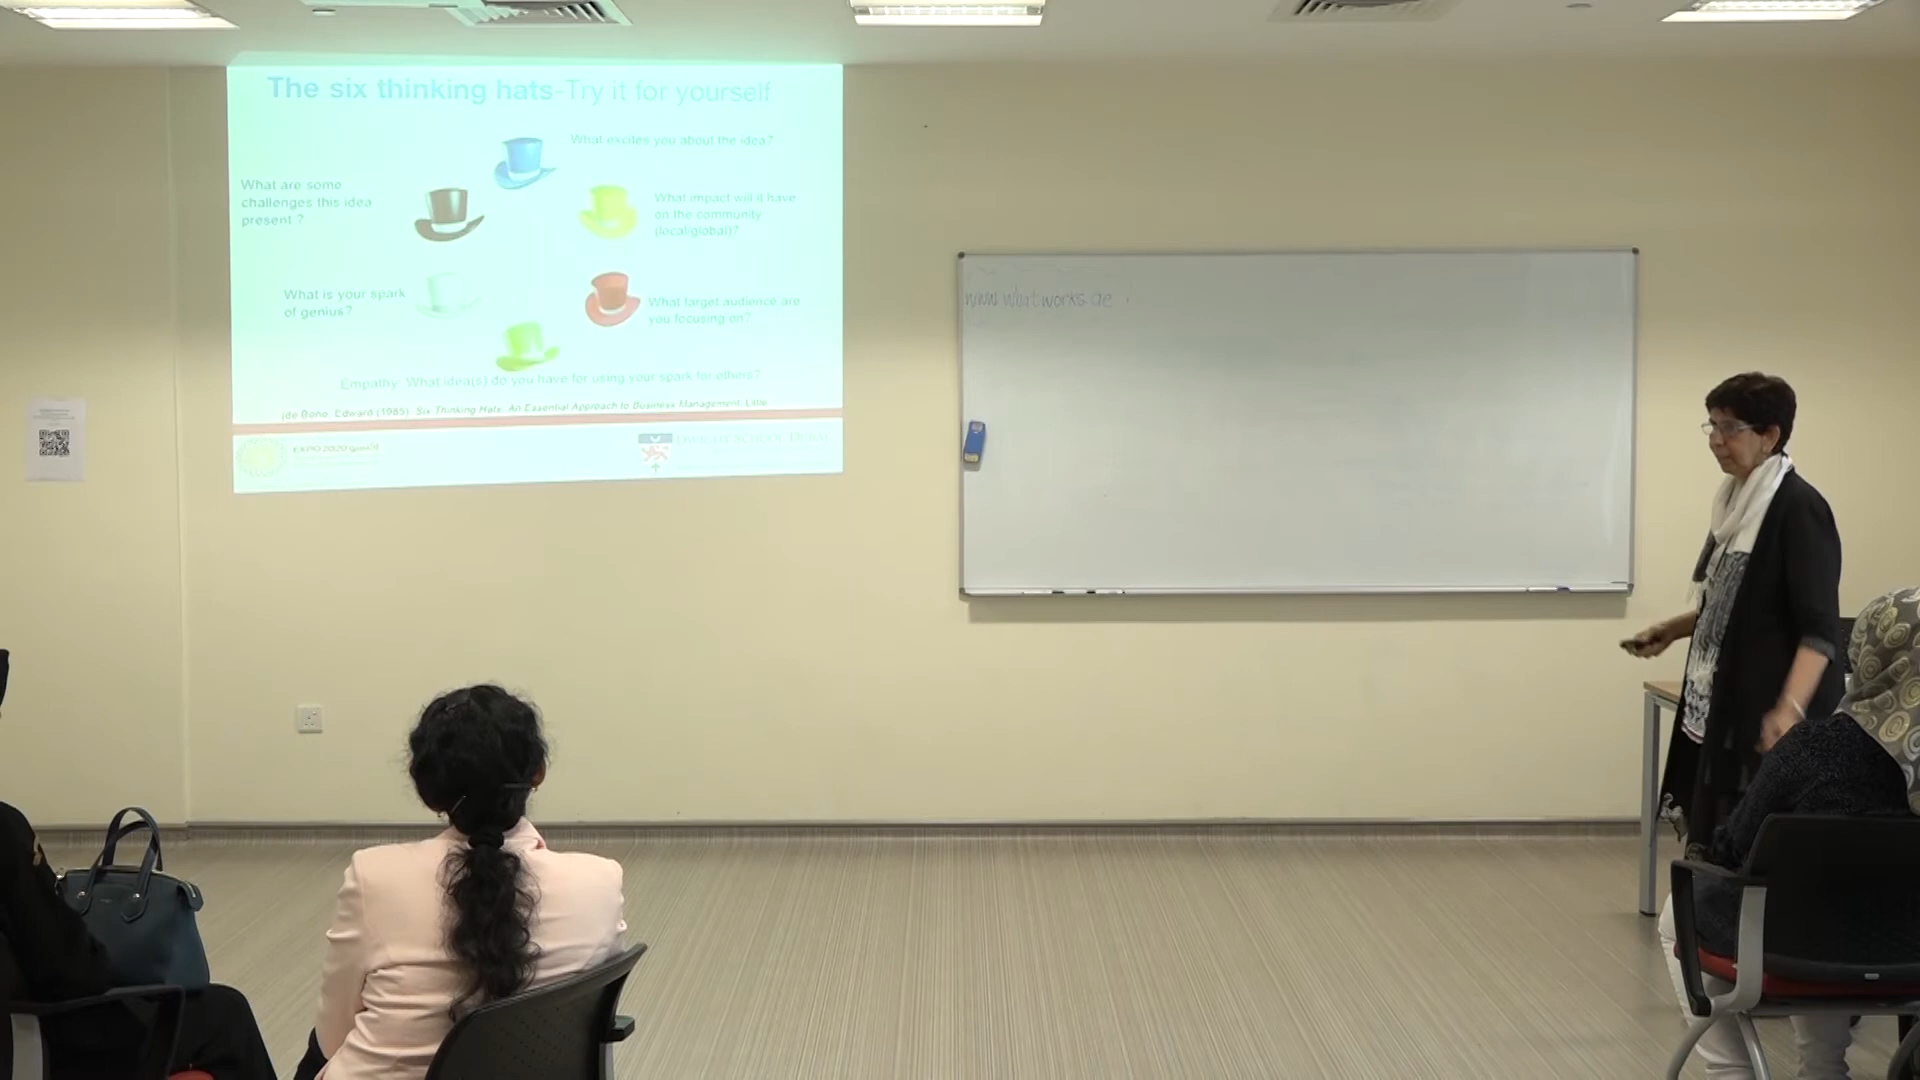 The six thinking hats-Try it for yourself
What excites you about the idea?
What are some
challenges this idea
present ?
What impact will it have
on the community
(local/global)?
What is your spark
of genius?
What target audience are
you focusing on?
Empathy: What idea(s) do you have for using your spark for others?
(de Bono, Edward (1985). Six Thinking Hats: An Essential Approach to Business Management. Little
EXPO 2020
DWIGHT SCHOOL DUBAI
www.whatworks.ae